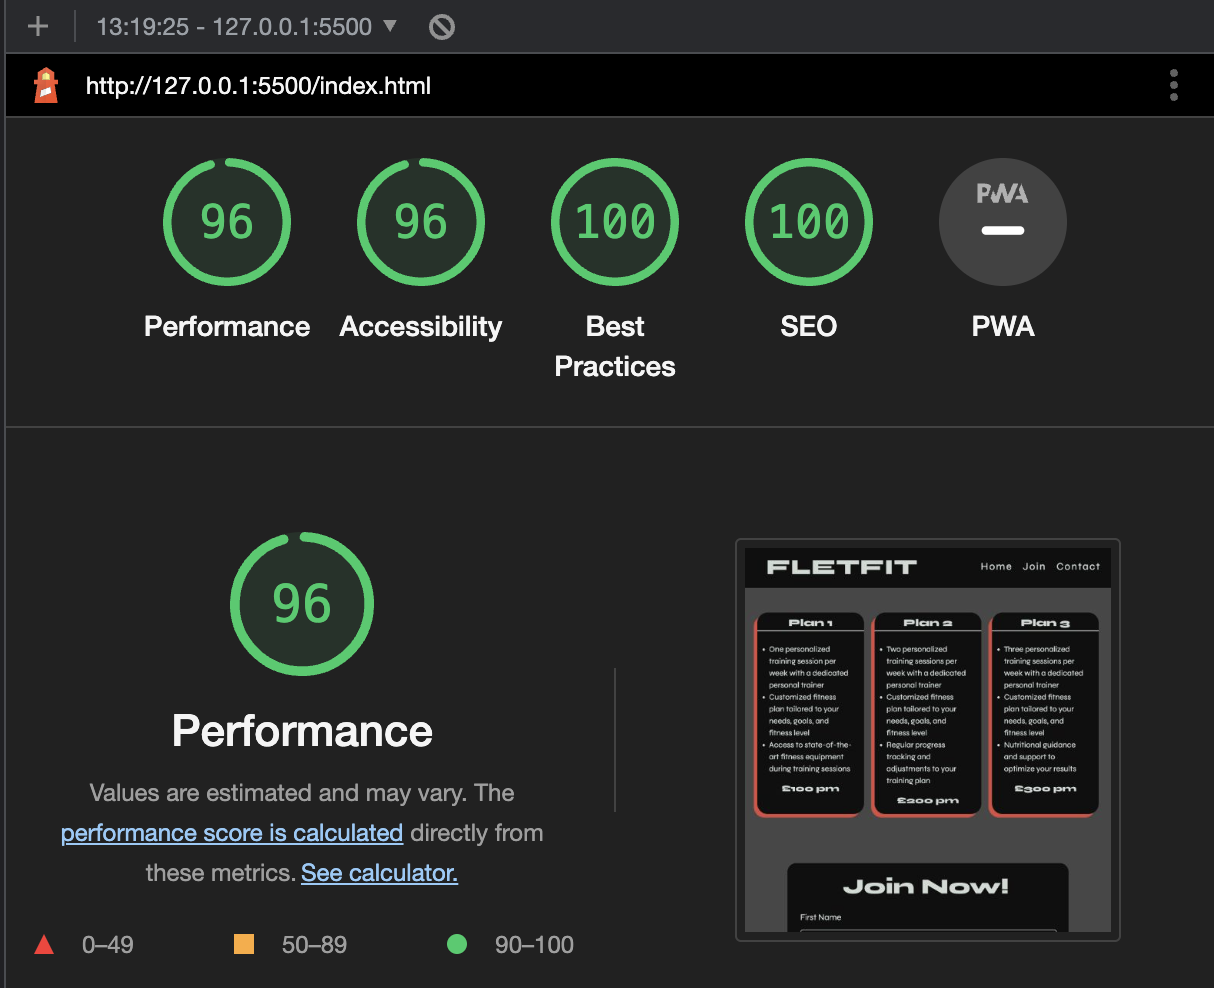 13:19:25 - 127.0.0.1:5500
http://127.0.0.1:5500/index.html
96
96
100
100
PWA
Performance
Accessibility
Best
Practices
SEO
PWA
96
Performance
Values are estimated and may vary. The
performance score is calculated directly from
these metrics. See calculator.
0–49
50–89
90–100
FLETFIT
Home Join Contact
Plan 1
One personalized
training session per
week with a dedicated
personal trainer
Customized fitness
plan tailored to your
needs, goals, and
fitness level
Access to state-of-the-
art fitness equipment
during training sessions
£100 pm
Plan 2
Two personalized
training sessions per
week with a dedicated
personal trainer
Customized fitness
plan tailored to your
needs, goals, and
fitness level
Regular progress
tracking and
adjustments to your
training plan
£200 pm
Plan 3
Three personalized
training sessions per
week with a dedicated
personal trainer
Customized fitness
plan tailored to your
needs, goals, and
fitness level
Nutritional guidance
and support to
optimize your results
£300 pm
Join Now!
First Name